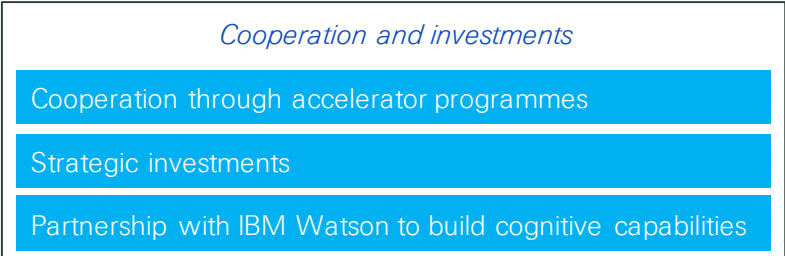 Cooperation and investments
Cooperation through accelerator programmes
Strategic investments
Partnership with IBM Watson to build cognitive capabilities